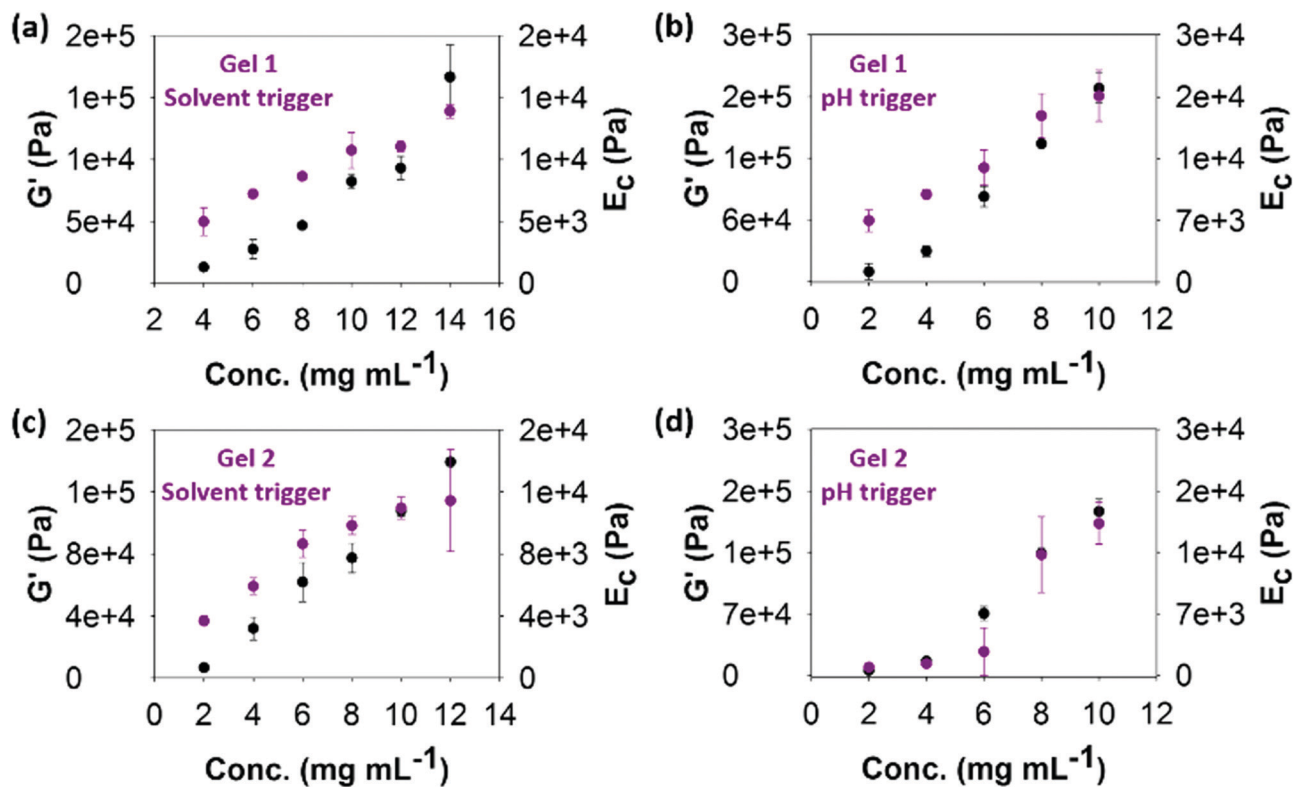 (a)
Gel 1
Solvent trigger
G' (Pa)
2e+5
1e+5
1e+4
5e+4
0
2e+4
1e+4
1e+4
5e+3
0
E_C (Pa)
2 4 6 8 10 12 14 16
Conc. (mg mL⁻¹)
(b)
Gel 1
pH trigger
G' (Pa)
3e+5
2e+5
1e+5
6e+4
0
3e+4
2e+4
1e+4
7e+3
0
E_C (Pa)
0 2 4 6 8 10 12
Conc. (mg mL⁻¹)
(c)
Gel 2
Solvent trigger
G' (Pa)
2e+5
1e+5
8e+4
4e+4
0
2e+4
1e+4
8e+3
4e+3
0
E_C (Pa)
0 2 4 6 8 10 12 14
Conc. (mg mL⁻¹)
(d)
Gel 2
pH trigger
G' (Pa)
3e+5
2e+5
1e+5
7e+4
0
3e+4
2e+4
1e+4
7e+3
0
E_C (Pa)
0 2 4 6 8 10 12
Conc. (mg mL⁻¹)